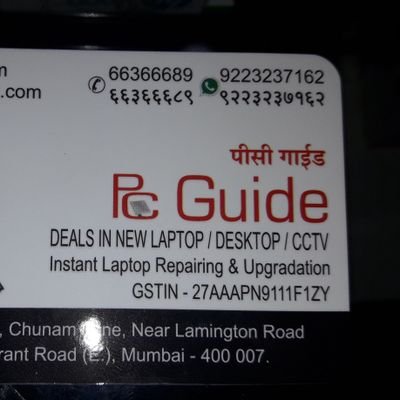 66366689 9223237162
.com
६६३६६६८९ ९२२३२३७१६२
पीसी गाईड
PC Guide
DEALS IN NEW LAPTOP / DESKTOP / CCTV
Instant Laptop Repairing & Upgradation
GSTIN - 27AAAPN9111F1ZY
, Chunam Lane, Near Lamington Road
rant Road (E.), Mumbai - 400 007.